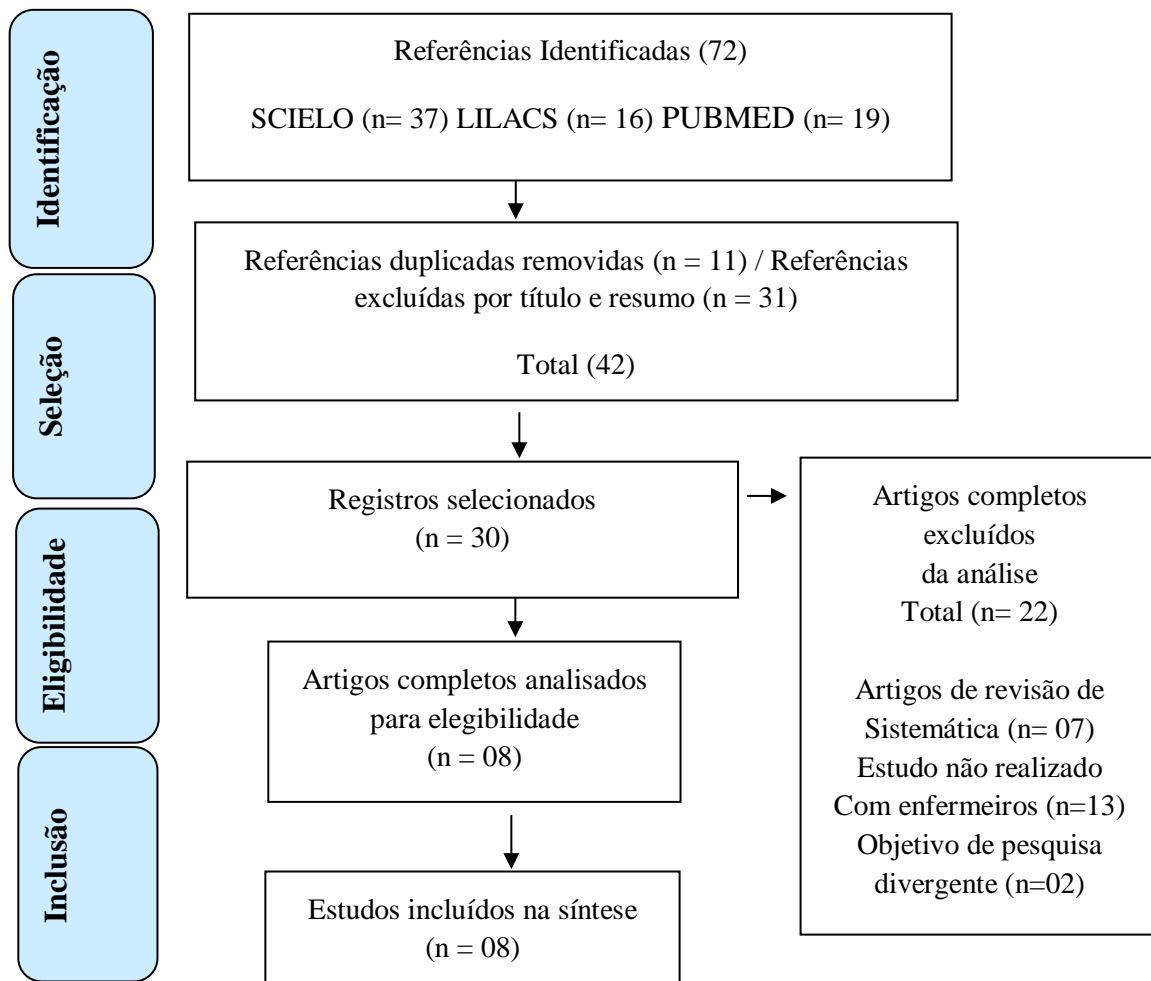 Identificação
Referências Identificadas (72)
SCIELO (n= 37) LILACS (n= 16) PUBMED (n= 19)
Seleção
Referências duplicadas removidas (n = 11) / Referências
excluídas por título e resumo (n = 31)
Total (42)
Eligibilidade
Registros selecionados
(n = 30)
Artigos completos
excluídos
da análise
Total (n= 22)
Artigos de revisão de
Sistemática (n= 07)
Estudo não realizado
Com enfermeiros (n=13)
Objetivo de pesquisa
divergente (n=02)
Artigos completos analisados
para elegibilidade
(n = 08)
Inclusão
Estudos incluídos na síntese
(n = 08)